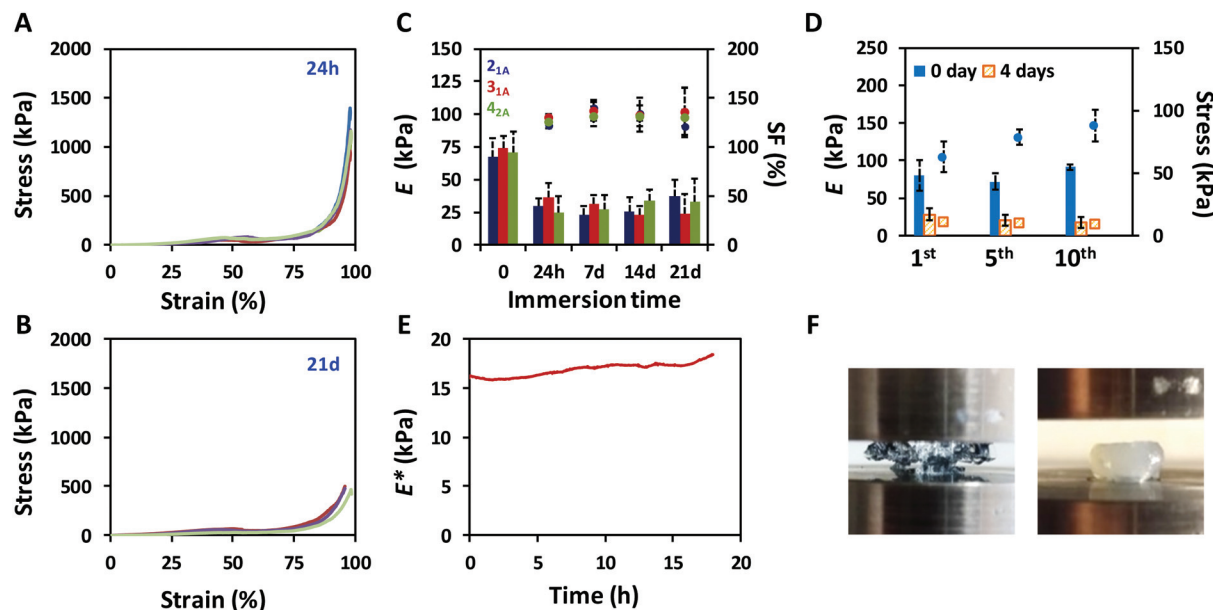 A
2000
1500
1000
500
0
Stress (kPa)
24h
0 25 50 75 100
Strain (%)
C
150
125
100
75
50
25
0
E (kPa)
2₁A
3₁A
4₂A
200
150
100
50
0
SF (%)
0 24h 7d 14d 21d
Immersion time
D
250
200
150
100
50
0
E (kPa)
0 day 4 days
150
100
50
0
Stress (kPa)
1st 5th 10th
B
2000
1500
1000
500
0
Stress (kPa)
21d
0 25 50 75 100
Strain (%)
E
20
15
10
5
0
E* (kPa)
0 5 10 15 20
Time (h)
F